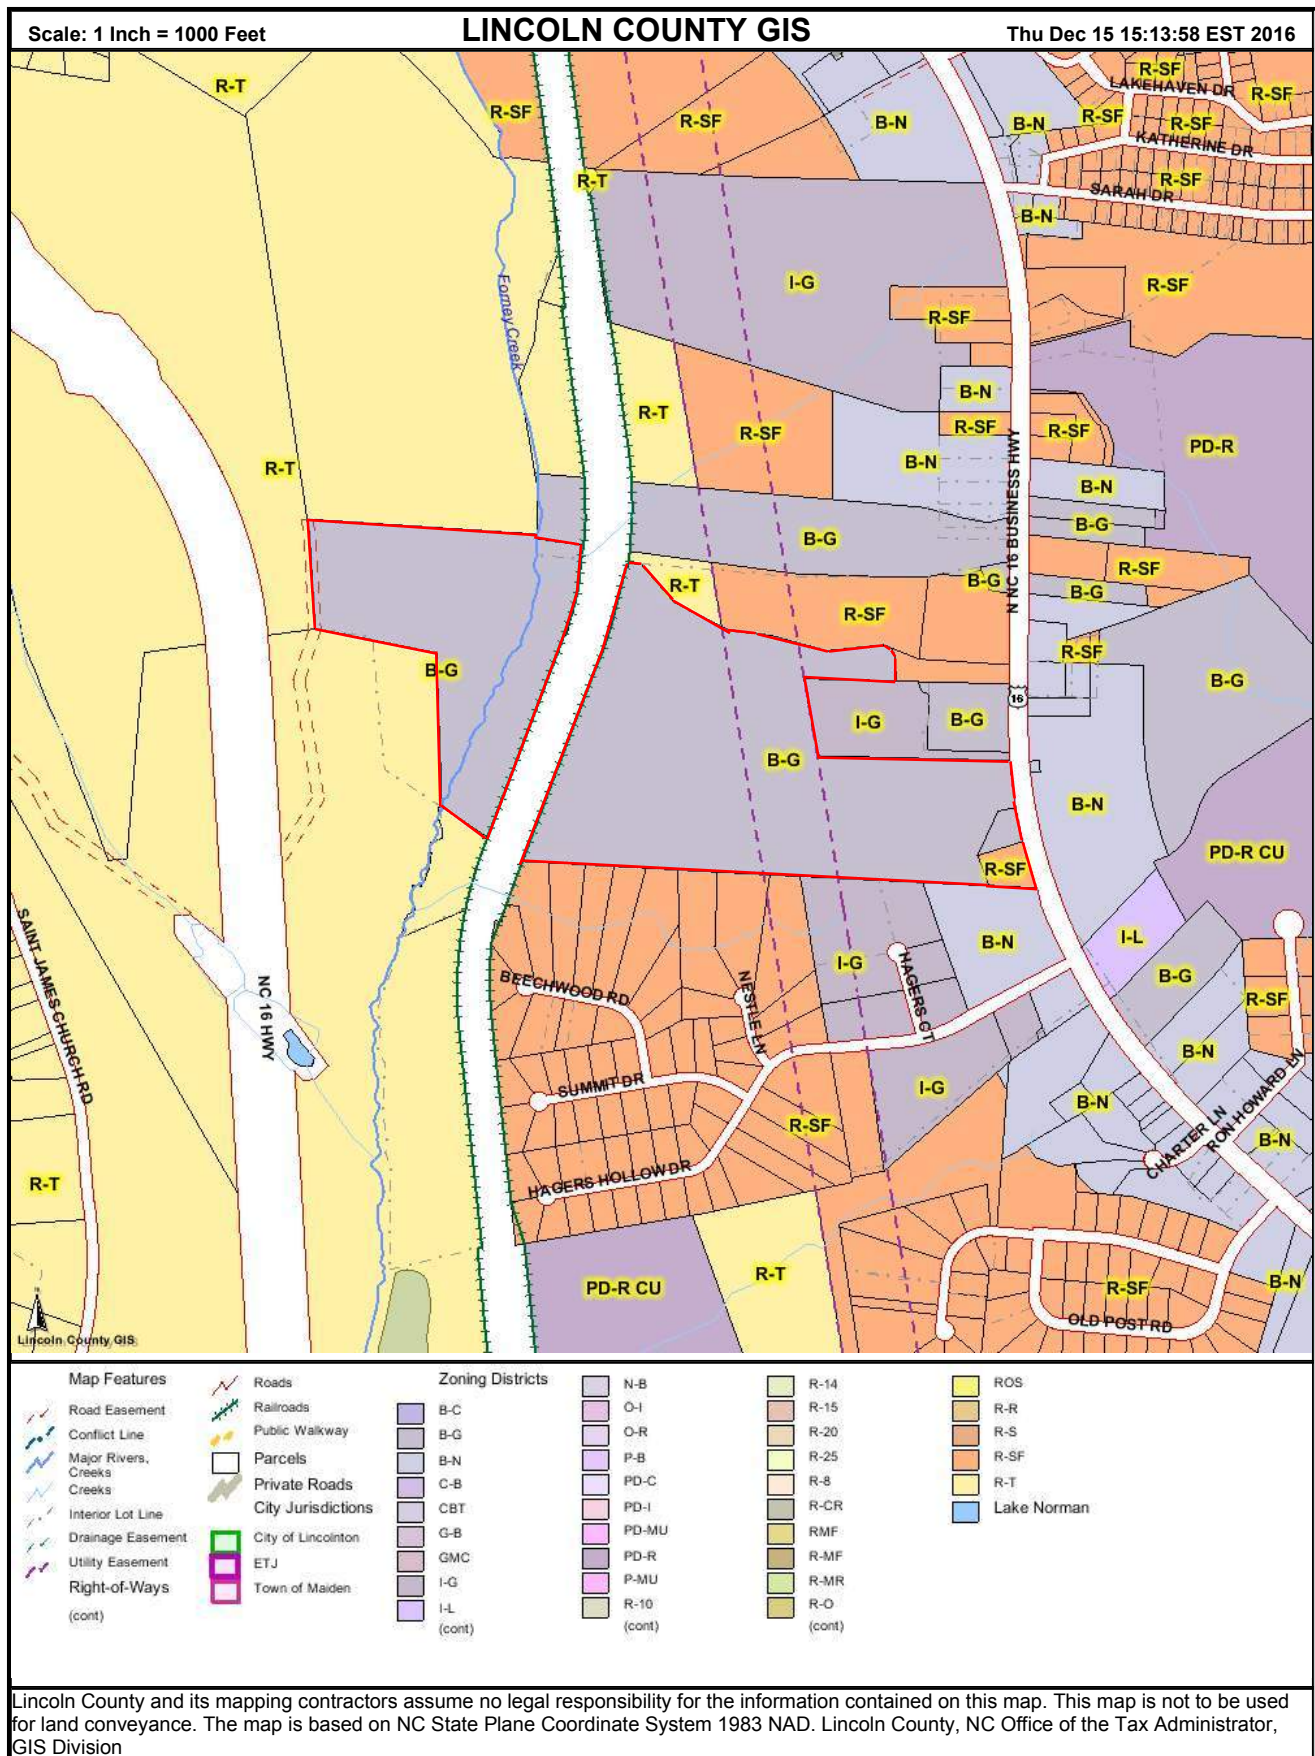 Scale: 1 Inch = 1000 Feet
LINCOLN COUNTY GIS
Thu Dec 15 15:13:58 EST 2016
R-T
R-SF
R-SF
B-N
B-N
R-SF
R-SF
R-SF
R-SF
LAKEHAVEN DR
KATHERINE DR
R-SF
SARAH DR
R-T
B-N
Forney Creek
I-G
R-SF
R-SF
R-T
R-SF
B-N
R-SF
R-SF
B-N
N NC 16 BUSINESS HWY
PD-R
R-T
B-N
B-G
B-G
R-T
B-G
R-SF
B-G
R-SF
R-SF
B-G
B-G
16
I-G
B-G
B-G
B-N
PD-R CU
R-SF
SAINT JAMES CHURCH RD
NC 16 HWY
I-L
B-N
I-G
HAGERS CT
B-G
R-SF
BEECHWOOD RD
NESTLE LN
B-N
SUMMIT DR
I-G
B-N
R-SF
CHARTER LN
RON HOWARD LN
B-N
HAGERS HOLLOW DR
R-T
PD-R CU
R-T
R-SF
B-N
OLD POST RD
N
Lincoln County GIS
Map Features
Road Easement
Conflict Line
Major Rivers,
Creeks
Creeks
Interior Lot Line
Drainage Easement
Utility Easement
Right-of-Ways
(cont)
Roads
Railroads
Public Walkway
Parcels
Private Roads
City Jurisdictions
City of Lincolnton
ETJ
Town of Maiden
Zoning Districts
B-C
B-G
B-N
C-B
CBT
G-B
GMC
I-G
I-L
(cont)
N-B
O-I
O-R
P-B
PD-C
PD-I
PD-MU
PD-R
P-MU
R-10
(cont)
R-14
R-15
R-20
R-25
R-8
R-CR
RMF
R-MF
R-MR
R-O
(cont)
ROS
R-R
R-S
R-SF
R-T
Lake Norman
Lincoln County and its mapping contractors assume no legal responsibility for the information contained on this map. This map is not to be used
for land conveyance. The map is based on NC State Plane Coordinate System 1983 NAD. Lincoln County, NC Office of the Tax Administrator,
GIS Division